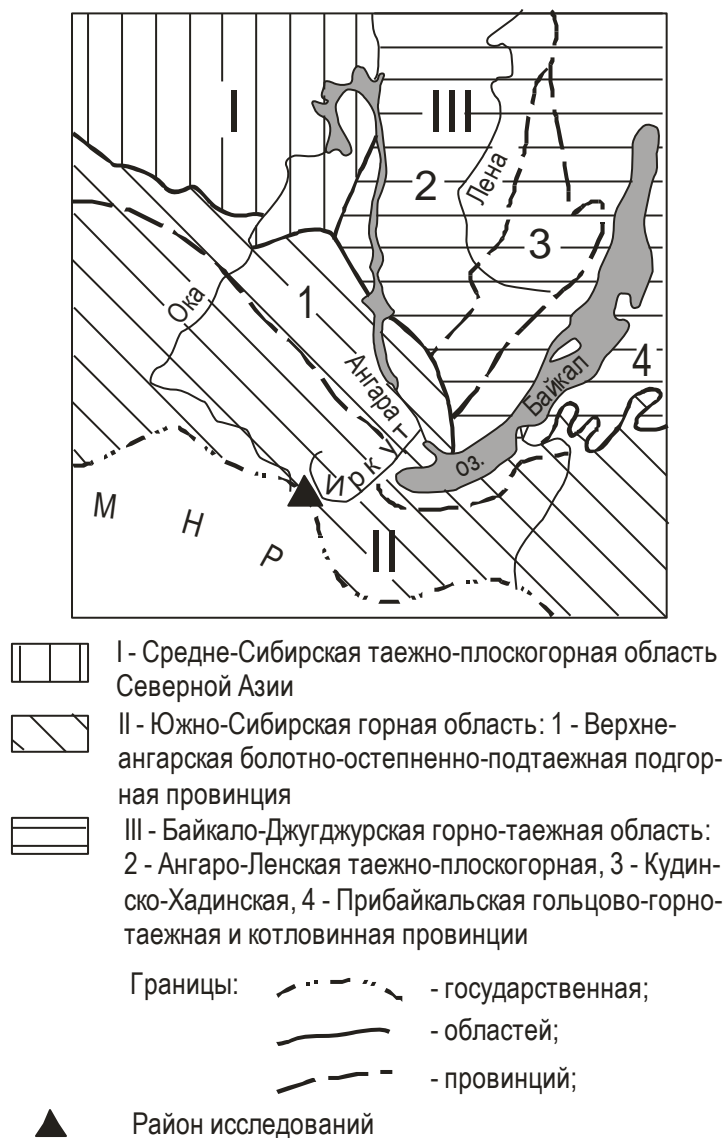 I
III
2
Лена
3
Ока
1
Ангара
4
Байкал
оз.
Иркут
М Н Р
II
I - Средне-Сибирская таежно-плоскогорная область
Северной Азии
II - Южно-Сибирская горная область: 1 - Верхне-
ангарская болотно-остепненно-подтаежная подгор-
ная провинция
III - Байкало-Джугджурская горно-таежная область:
2 - Ангаро-Ленская таежно-плоскогорная, 3 - Кудин-
ско-Хадинская, 4 - Прибайкальская гольцово-горно-
таежная и котловинная провинции
Границы:
- государственная;
- областей;
- провинций;
Район исследований